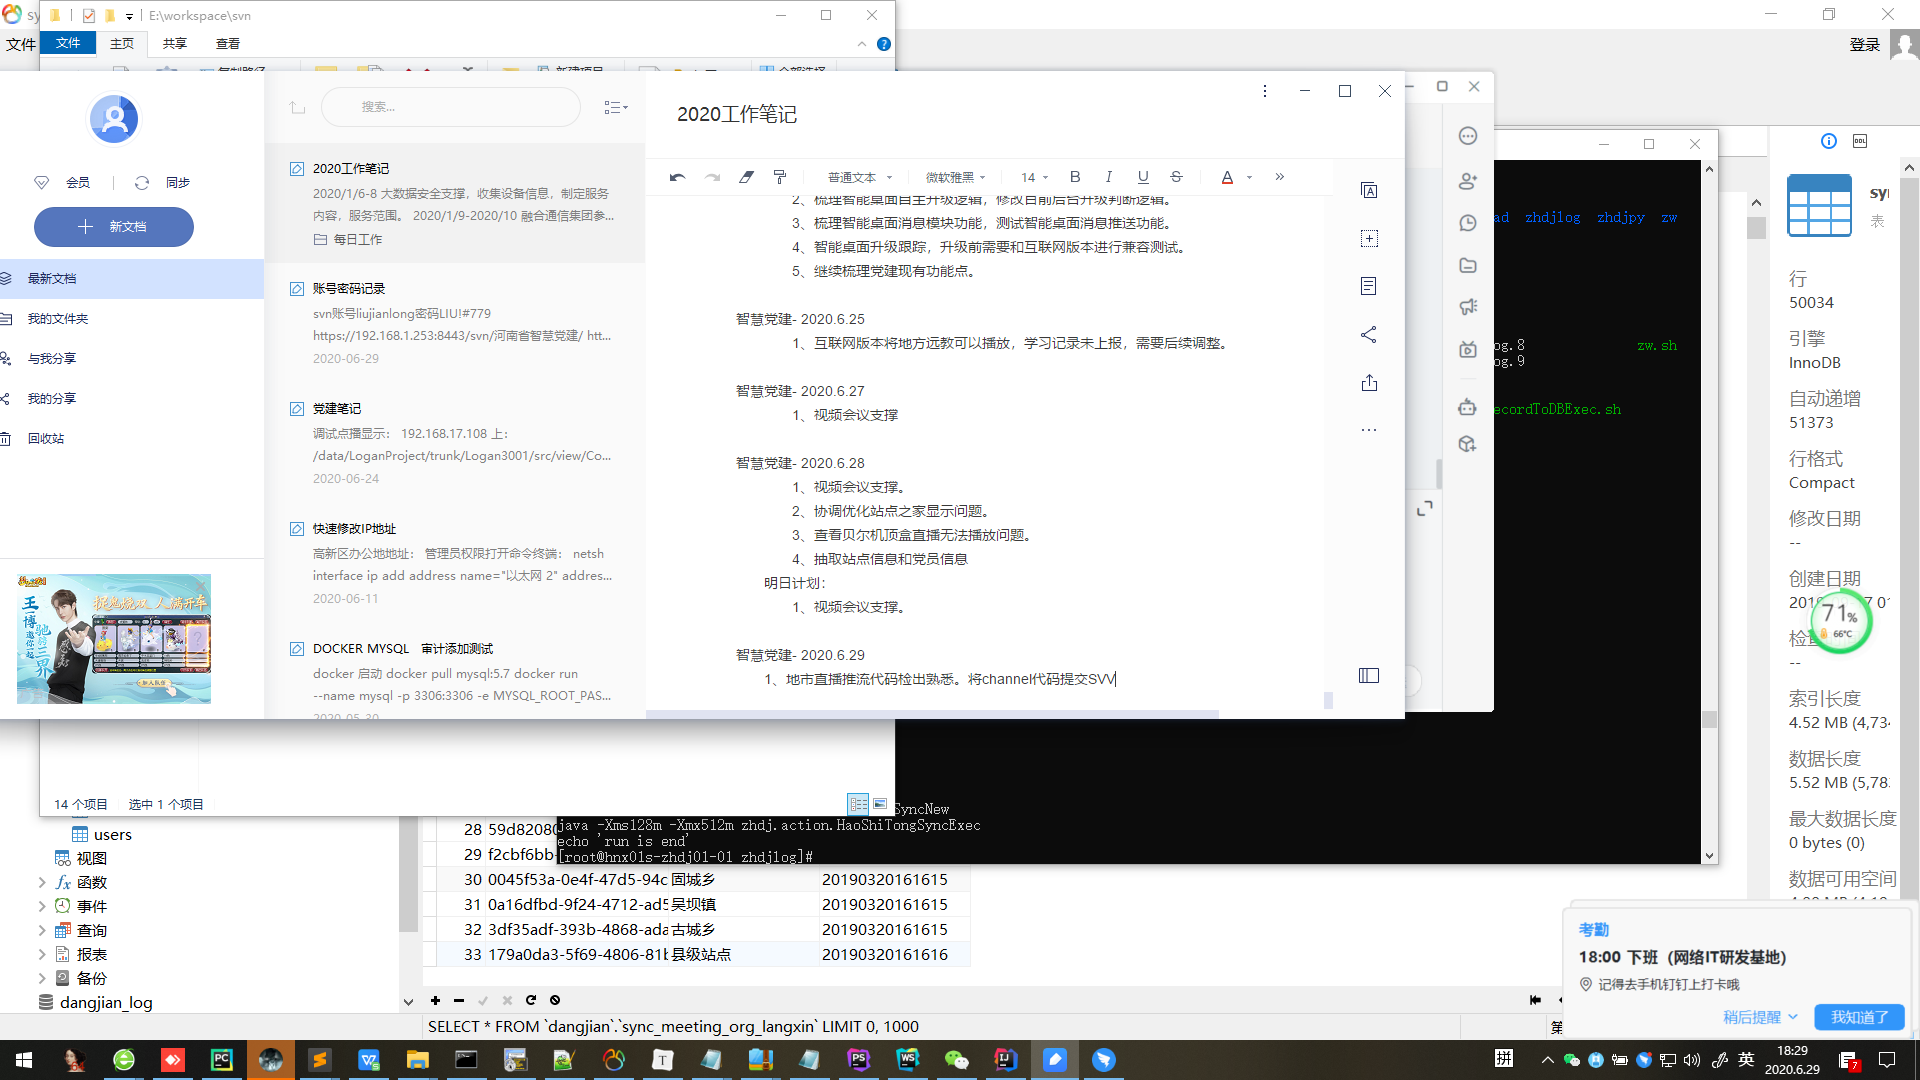 E:\workspace\svn
文件
文件
主页
共享
查看
登录
会员
同步
新文档
最新文档
我的文件夹
与我分享
我的分享
回收站
搜索...
2020工作笔记
2020/1/6-8 大数据安全支撑，收集设备信息，制定服务
内容，服务范围。 2020/1/9-2020/10 融合通信集团参...
每日工作
账号密码记录
svn账号liujianlong密码LIU!#779
https://192.168.1.253:8443/svn/河南省智慧党建/ htt...
2020-06-29
党建笔记
调试点播显示： 192.168.17.108 上：
/data/LoganProject/trunk/Logan3001/src/view/Co...
2020-06-24
快速修改IP地址
高新区办公地地址： 管理员权限打开命令终端： netsh
interface ip add address name="以太网 2" addres...
2020-06-11
DOCKER MYSQL 审计添加测试
docker 启动 docker pull mysql:5.7 docker run
--name mysql -p 3306:3306 -e MYSQL_ROOT_PAS...
2020-05-30
2020工作笔记
普通文本
微软雅黑
14
B
I
U
S
A
2、梳理智能桌面自主升级逻辑，修改目前后台升级判断逻辑。
3、梳理智能桌面消息模块功能，测试智能桌面消息推送功能。
4、智能桌面升级跟踪，升级前需要和互联网版本进行兼容测试。
5、继续梳理党建现有功能点。
智慧党建- 2020.6.25
1、互联网版本将地方远教可以播放，学习记录未上报，需要后续调整。
智慧党建- 2020.6.27
1、视频会议支撑
智慧党建- 2020.6.28
1、视频会议支撑。
2、协调优化站点之家显示问题。
3、查看贝尔机顶盒直播无法播放问题。
4、抽取站点信息和党员信息
明日计划：
1、视频会议支撑。
智慧党建- 2020.6.29
1、地市直播推流代码检出熟悉。将channel代码提交SVV
ad zhdjlog zhdjpy zw
og.8 zw.sh
og.9
ecordToDBExec.sh
SyncNew
java -Xms128m -Xmx512m zhdj.action.HaoShiTongSyncExec
echo 'run is end'
[root@hnx01s-zhdj01-01 zhdjlog]#
表
行
50034
引擎
InnoDB
自动递增
51373
行格式
Compact
修改日期
--
创建日期
71%
66℃
--
索引长度
4.52 MB (4,734
数据长度
5.52 MB (5,78
最大数据长度
0 bytes (0)
数据可用空间
14 个项目
选中 1 个项目
users
视图
函数
事件
查询
报表
备份
dangjian_log
28 59d82080
29 f2cbf6bb-
30 0045f53a-0e4f-47d5-94c 固城乡 20190320161615
31 0a16dfbd-9f24-4712-ad5 吴坝镇 20190320161615
32 3df35adf-393b-4868-ada 古城乡 20190320161615
33 179a0da3-5f69-4806-81b 县级站点 20190320161616
SELECT * FROM `dangjian`.`sync_meeting_org_langxin` LIMIT 0, 1000
第
考勤
18:00 下班（网络IT研发基地）
记得去手机钉钉上打卡哦
稍后提醒
我知道了
拼
英
18:29
2020.6.29
7